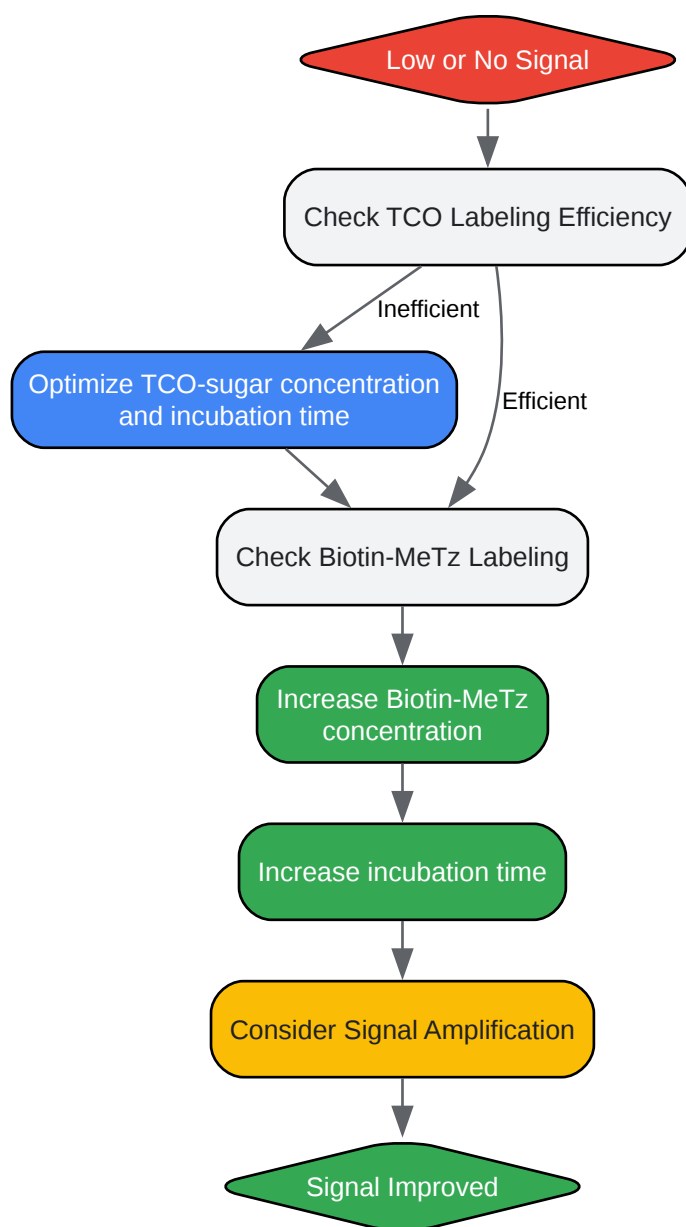 Low or No Signal
Check TCO Labeling Efficiency
Inefficient
Optimize TCO-sugar concentration
and incubation time
Efficient
Check Biotin-MeTz Labeling
Increase Biotin-MeTz
concentration
Increase incubation time
Consider Signal Amplification
Signal Improved